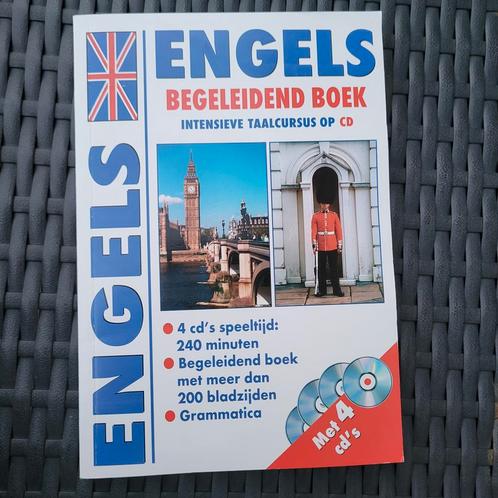 ENGELS
ENGELS
BEGELEIDEND BOEK
INTENSIEVE TAALCURSUS OP CD
4 cd's speeltijd:
240 minuten
Begeleidend boek
met meer dan
200 bladzijden
Grammatica
Met 4
cd's